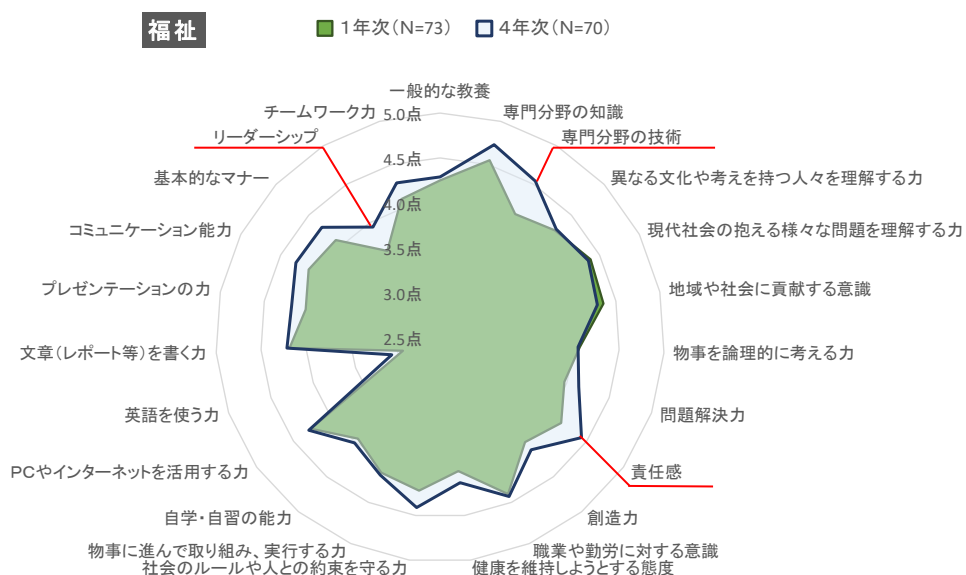 福祉
1年次(N=73)
4年次(N=70)
一般的な教養
専門分野の知識
専門分野の技術
異なる文化や考えを持つ人々を理解する力
現代社会の抱える様々な問題を理解する力
地域や社会に貢献する意識
物事を論理的に考える力
問題解決力
責任感
創造力
職業や勤労に対する意識
健康を維持しようとする態度
社会のルールや人との約束を守る力
物事に進んで取り組み、実行する力
自学・自習の能力
PCやインターネットを活用する力
英語を使う力
文章(レポート等)を書く力
プレゼンテーションの力
コミュニケーション能力
基本的なマナー
リーダーシップ
チームワーク力
5.0点
4.5点
4.0点
3.5点
3.0点
2.5点